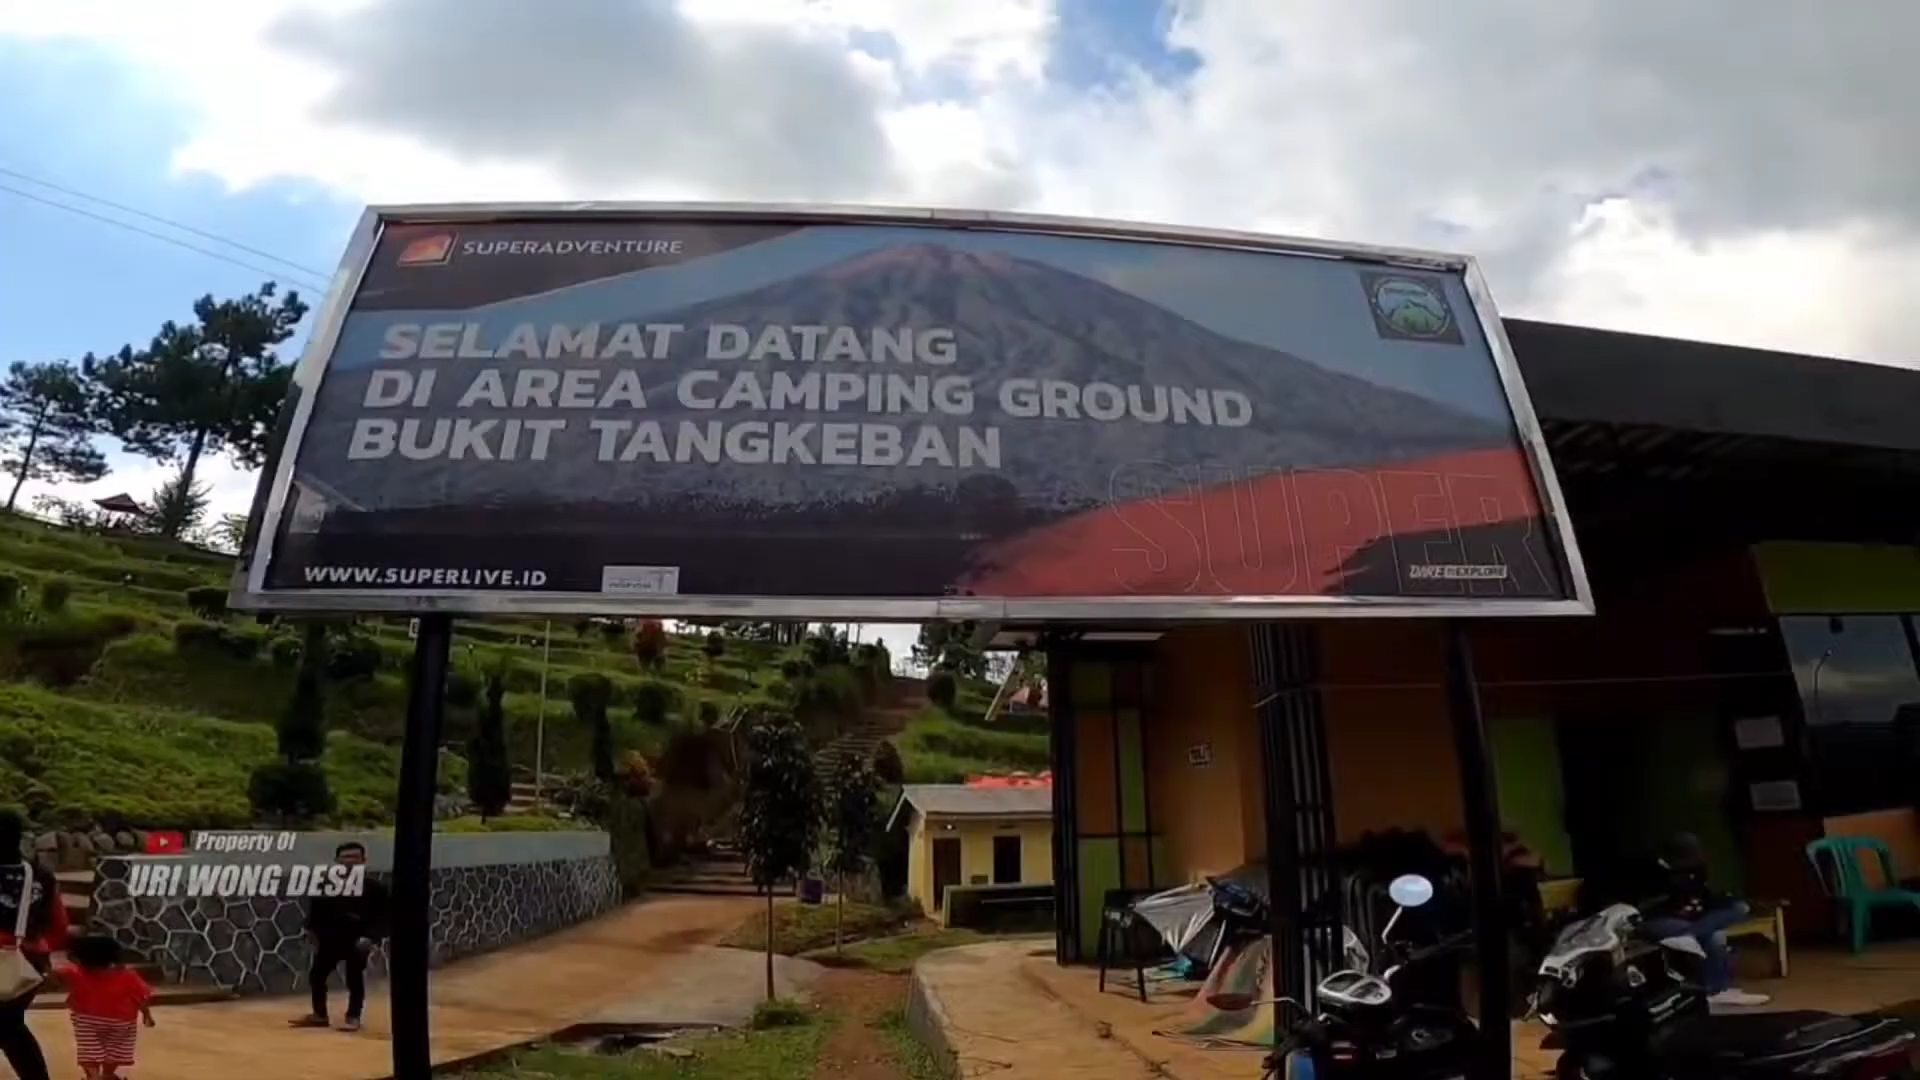 SUPERADVENTURE
SELAMAT DATANG
DI AREA CAMPING GROUND
BUKIT TANGKEBAN
SUPER
WWW.SUPERLIVE.ID
DARE TO EXPLORE
Property Of
URI WONG DESA